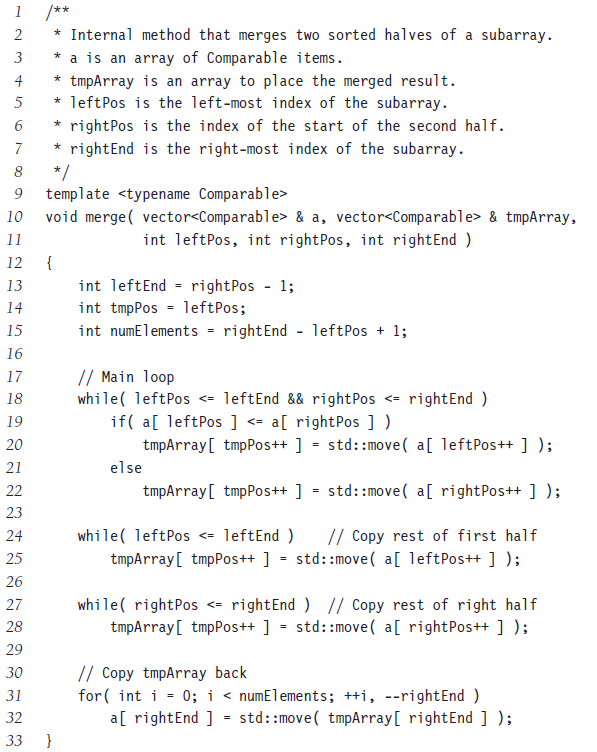 1 /**
2  * Internal method that merges two sorted halves of a subarray.
3  * a is an array of Comparable items.
4  * tmpArray is an array to place the merged result.
5  * leftPos is the left-most index of the subarray.
6  * rightPos is the index of the start of the second half.
7  * rightEnd is the right-most index of the subarray.
8  */
9 template <typename Comparable>
10 void merge( vector<Comparable> & a, vector<Comparable> & tmpArray,
11             int leftPos, int rightPos, int rightEnd )
12 {
13     int leftEnd = rightPos - 1;
14     int tmpPos = leftPos;
15     int numElements = rightEnd - leftPos + 1;
16
17     // Main loop
18     while( leftPos <= leftEnd && rightPos <= rightEnd )
19         if( a[ leftPos ] <= a[ rightPos ] )
20             tmpArray[ tmpPos++ ] = std::move( a[ leftPos++ ] );
21         else
22             tmpArray[ tmpPos++ ] = std::move( a[ rightPos++ ] );
23
24     while( leftPos <= leftEnd )    // Copy rest of first half
25         tmpArray[ tmpPos++ ] = std::move( a[ leftPos++ ] );
26
27     while( rightPos <= rightEnd )  // Copy rest of right half
28         tmpArray[ tmpPos++ ] = std::move( a[ rightPos++ ] );
29
30     // Copy tmpArray back
31     for( int i = 0; i < numElements; ++i, --rightEnd )
32         a[ rightEnd ] = std::move( tmpArray[ rightEnd ] );
33 }